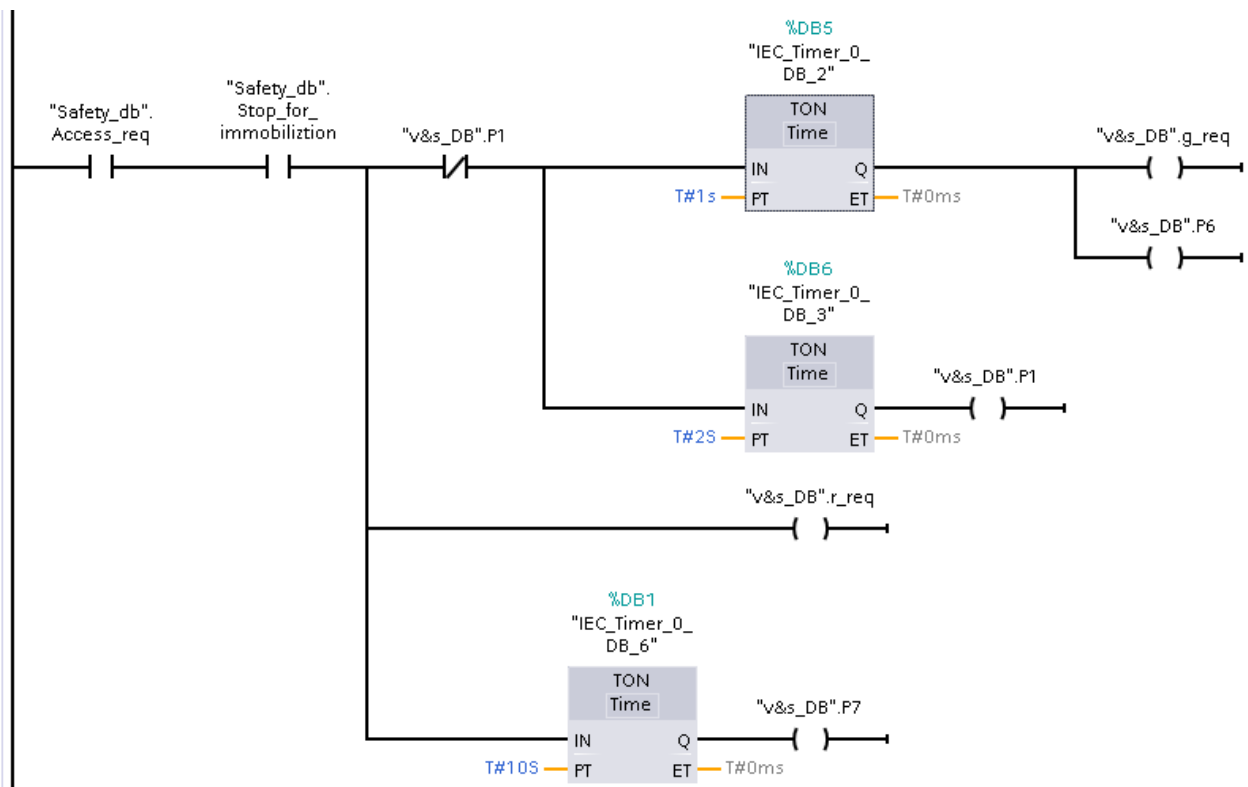 %DB5
"IEC_Timer_0_
DB_2"
"Safety_db".
Access_req
"Safety_db".
Stop_for_
immobiliztion
"v&s_DB".P1
TON
Time
IN
Q
T#1s
PT
ET
T#0ms
"v&s_DB".g_req
"v&s_DB".P6
%DB6
"IEC_Timer_0_
DB_3"
TON
Time
IN
Q
T#2S
PT
ET
T#0ms
"v&s_DB".P1
"v&s_DB".r_req
%DB1
"IEC_Timer_0_
DB_6"
TON
Time
IN
Q
T#10S
PT
ET
T#0ms
"v&s_DB".P7